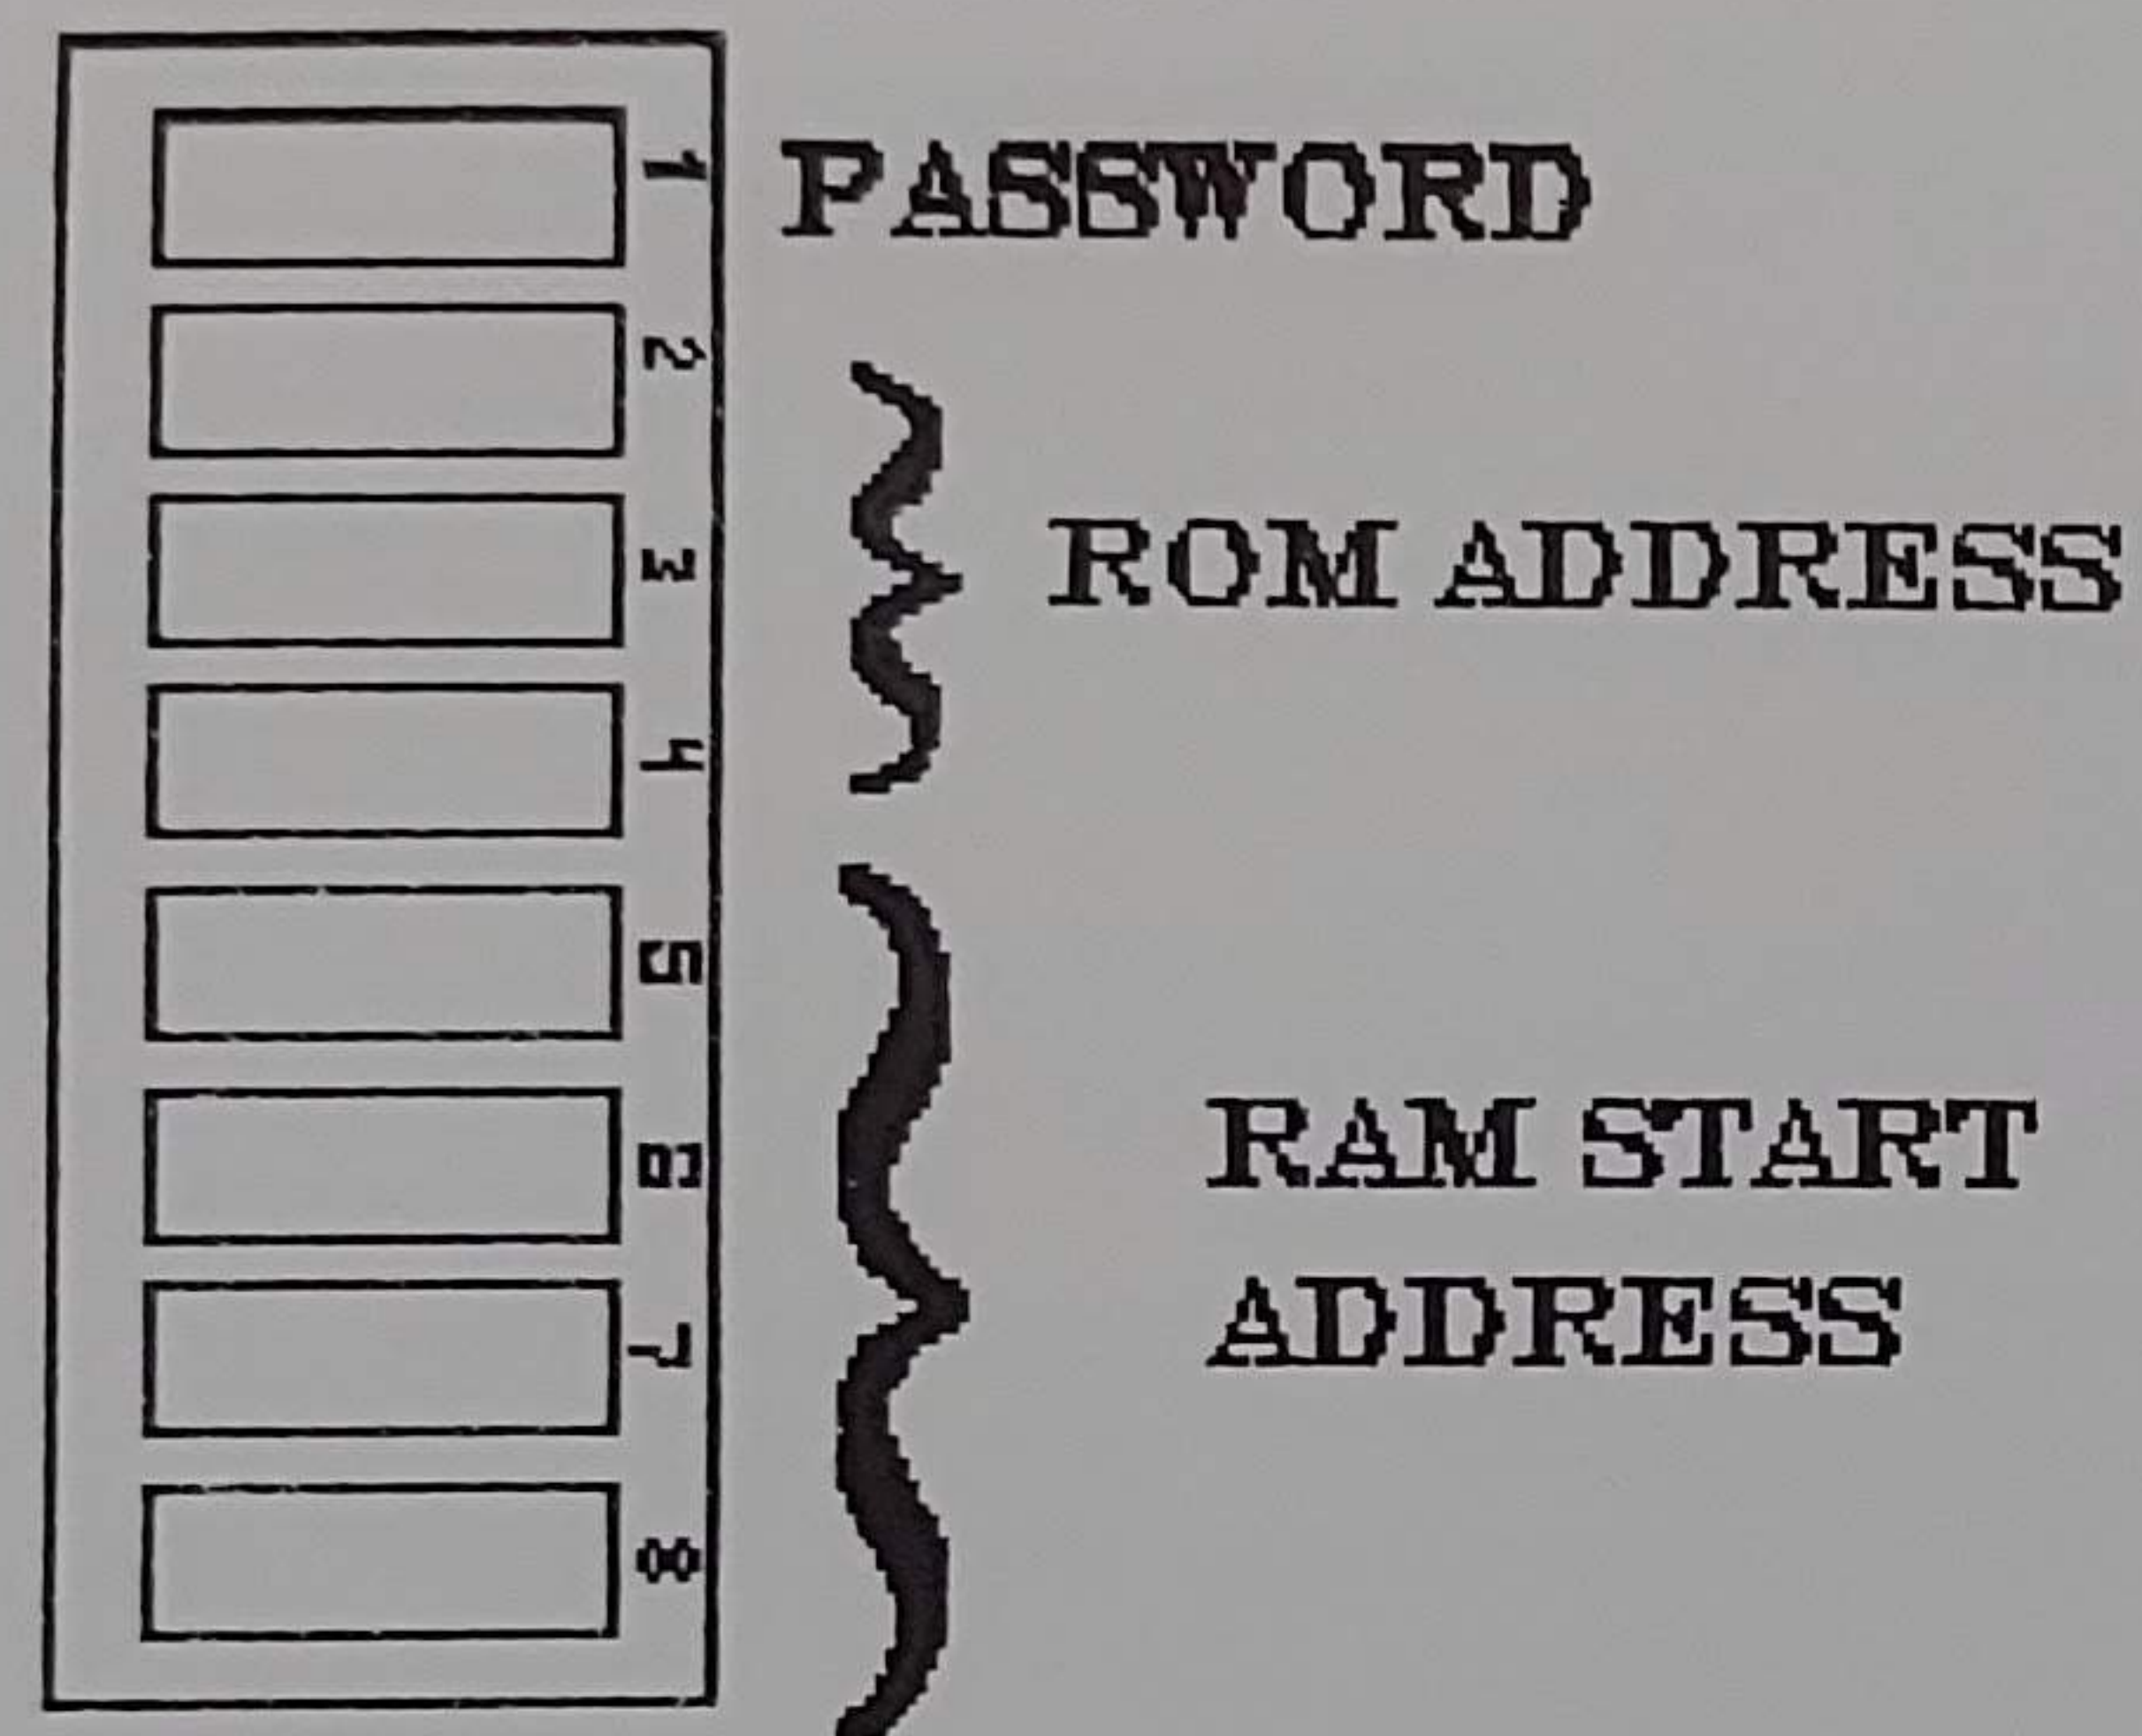 1 PASSWORD
2
3 ROM ADDRESS
4
5
6 RAM START
7 ADDRESS
8